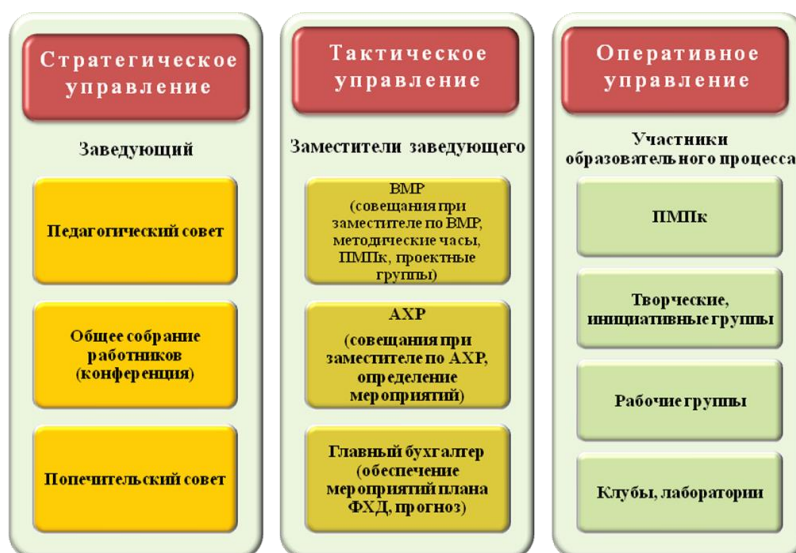 Стратегическое
управление
Заведующий
Педагогический совет
Общее собрание
работников
(конференция)
Попечительский совет
Тактическое
управление
Заместители заведующего
ВМР
(совещания при
заместителе по ВМР,
методические часы,
ПМПк, проектные
группы)
АХР
(совещания при
заместителе по АХР,
определение
мероприятий)
Главный бухгалтер
(обеспечение
мероприятий плана
ФХД, прогноз)
Оперативное
управление
Участники
образовательного процесса
ПМПк
Творческие,
инициативные группы
Рабочие группы
Клубы, лаборатории